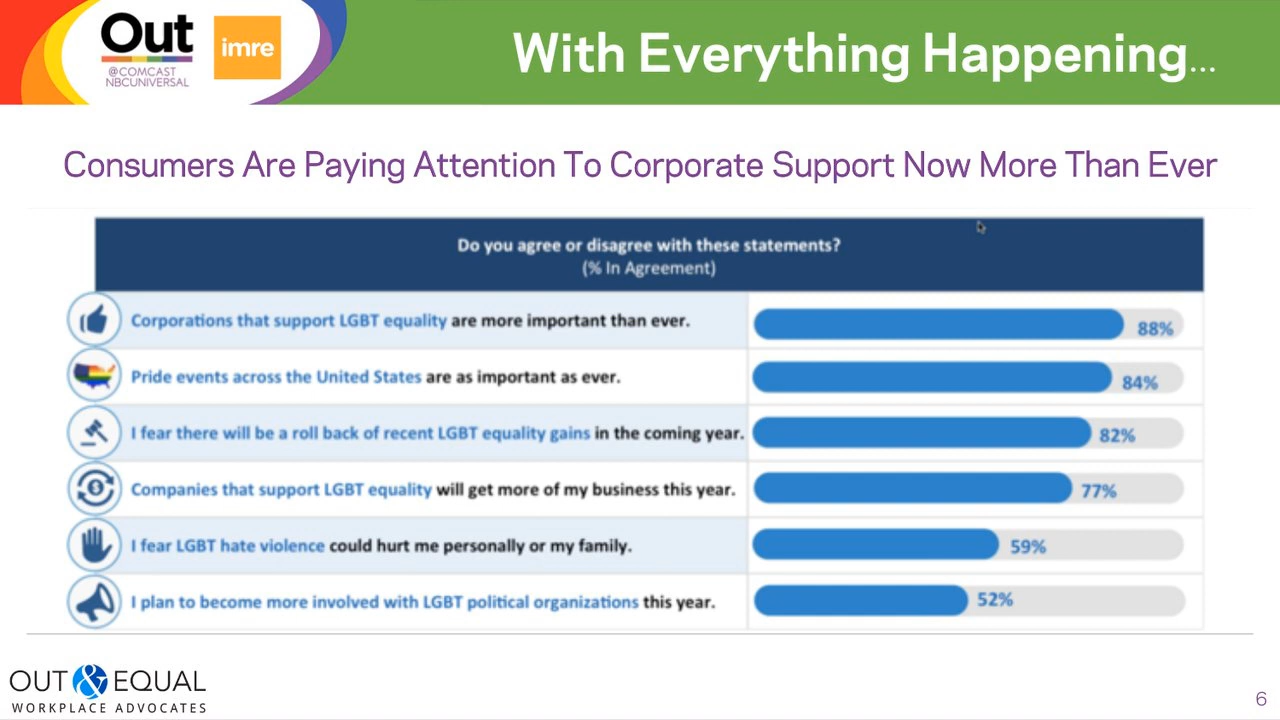 Out
@COMCAST
NBCUNIVERSAL
imre
With Everything Happening...
Consumers Are Paying Attention To Corporate Support Now More Than Ever
Do you agree or disagree with these statements?
(% In Agreement)
Corporations that support LGBT equality are more important than ever.
88%
Pride events across the United States are as important as ever.
84%
I fear there will be a roll back of recent LGBT equality gains in the coming year.
82%
Companies that support LGBT equality will get more of my business this year.
77%
I fear LGBT hate violence could hurt me personally or my family.
59%
I plan to become more involved with LGBT political organizations this year.
52%
OUT & EQUAL
WORKPLACE ADVOCATES
6